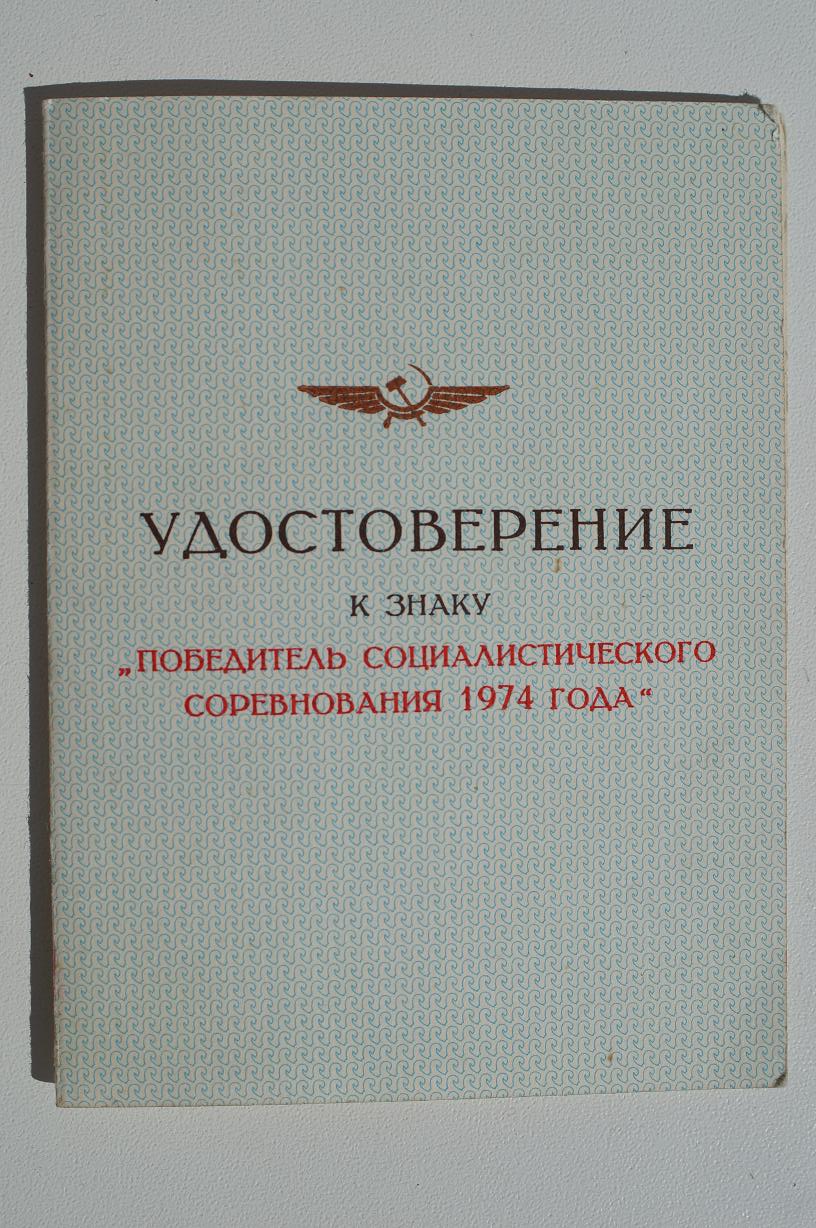 УДОСТОВЕРЕНИЕ
К ЗНАКУ
„ПОБЕДИТЕЛЬ СОЦИАЛИСТИЧЕСКОГО
СОРЕВНОВАНИЯ 1974 ГОДА“